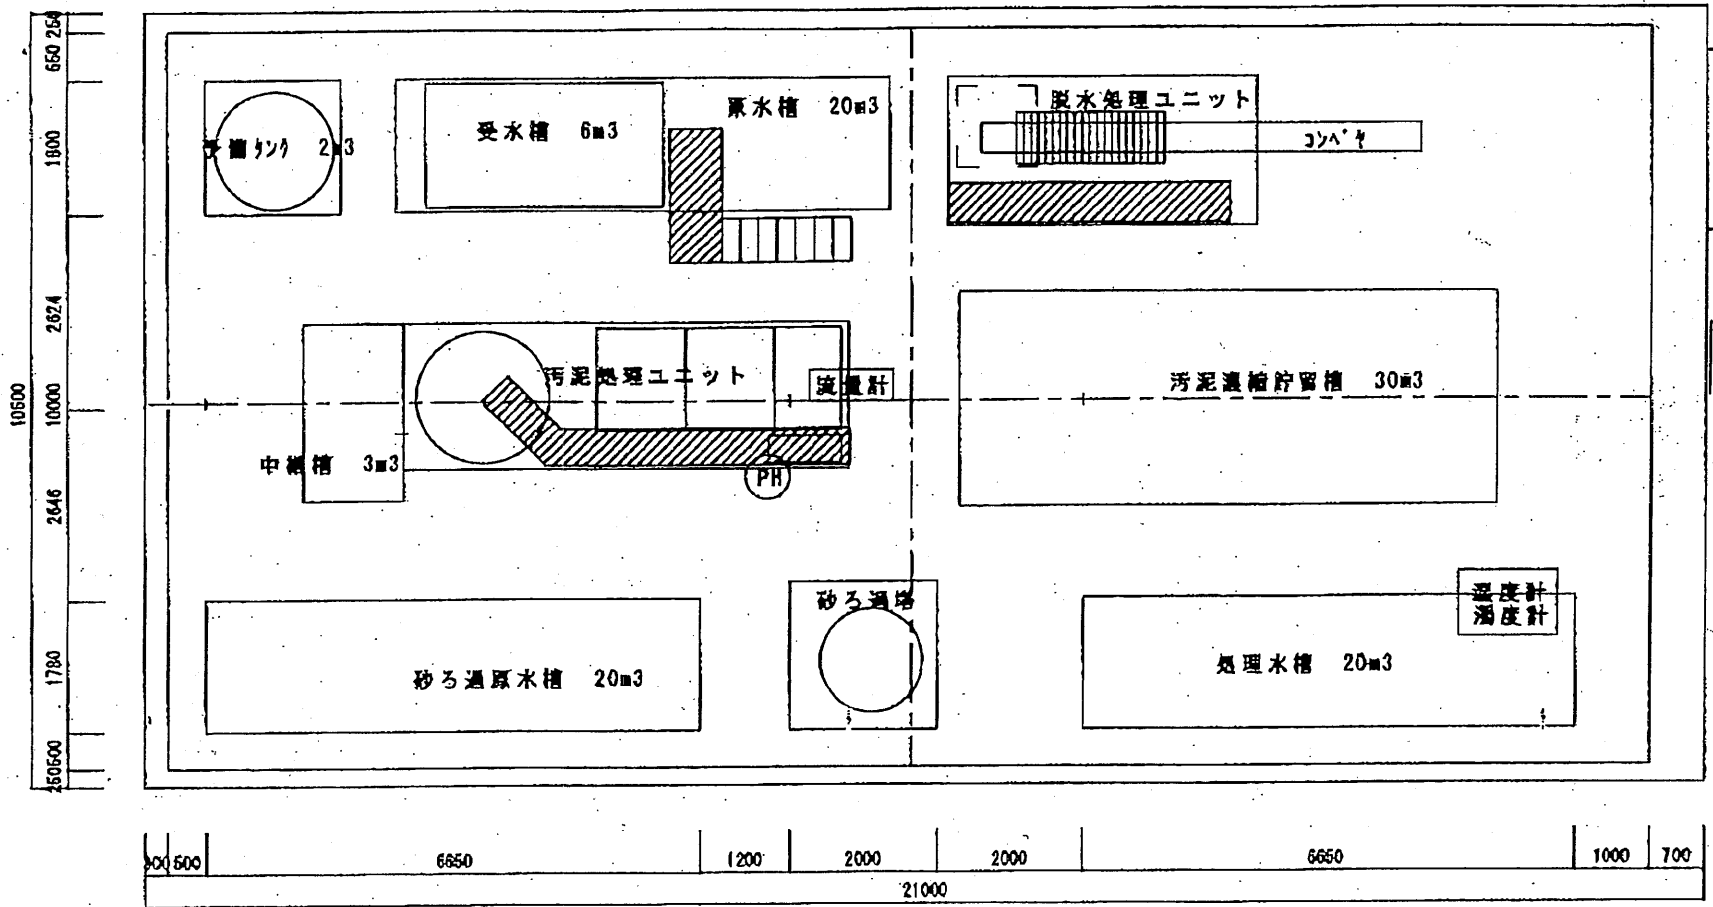 予備タンク 2m3
受水槽 6m3
原水槽 20m3
脱水処理ユニット
コンベヤ
汚泥処理ユニット
流量計
汚泥濃縮貯留槽 30m3
中継槽 3m3
PH
砂ろ過塔
温度計
濁度計
砂ろ過原水槽 20m3
処理水槽 20m3
250
650
1800
2624
10000
10500
2646
1780
500
250
500
6650
1200
2000
2000
6650
1000
700
21000